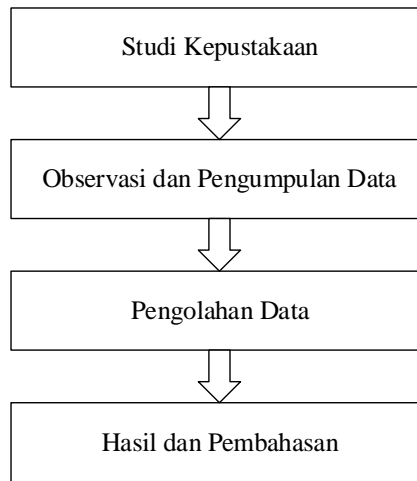 Studi Kepustakaan
Observasi dan Pengumpulan Data
Pengolahan Data
Hasil dan Pembahasan